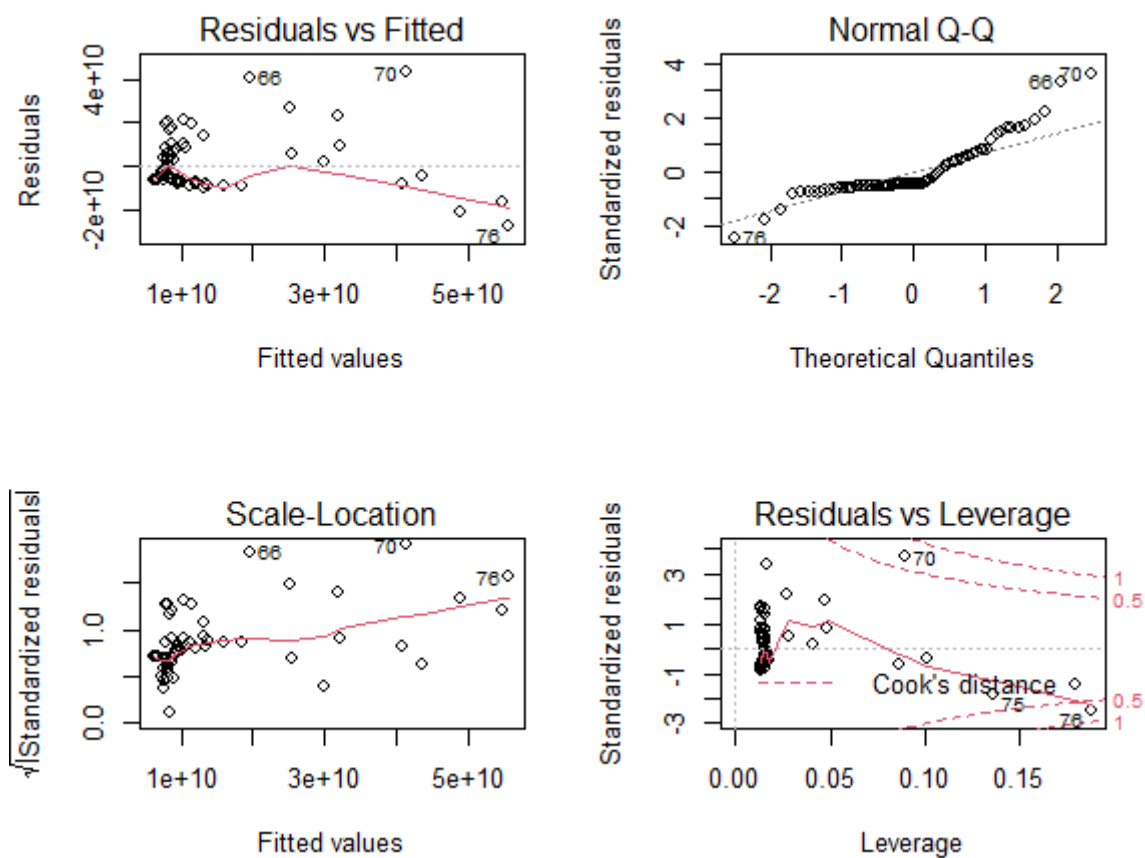 Residuals vs Fitted
Residuals
4e+10
-2e+10
66
70
76
1e+10 3e+10 5e+10
Fitted values
Normal Q-Q
Standardized residuals
4
2
0
-2
66
70
76
-2 -1 0 1 2
Theoretical Quantiles
Scale-Location
√|Standardized residuals|
1.0
0.0
66
70
76
1e+10 3e+10 5e+10
Fitted values
Residuals vs Leverage
Standardized residuals
3
1
-1
-3
70
1
0.5
Cook's distance
75
76
0.5
1
0.00 0.05 0.10 0.15
Leverage